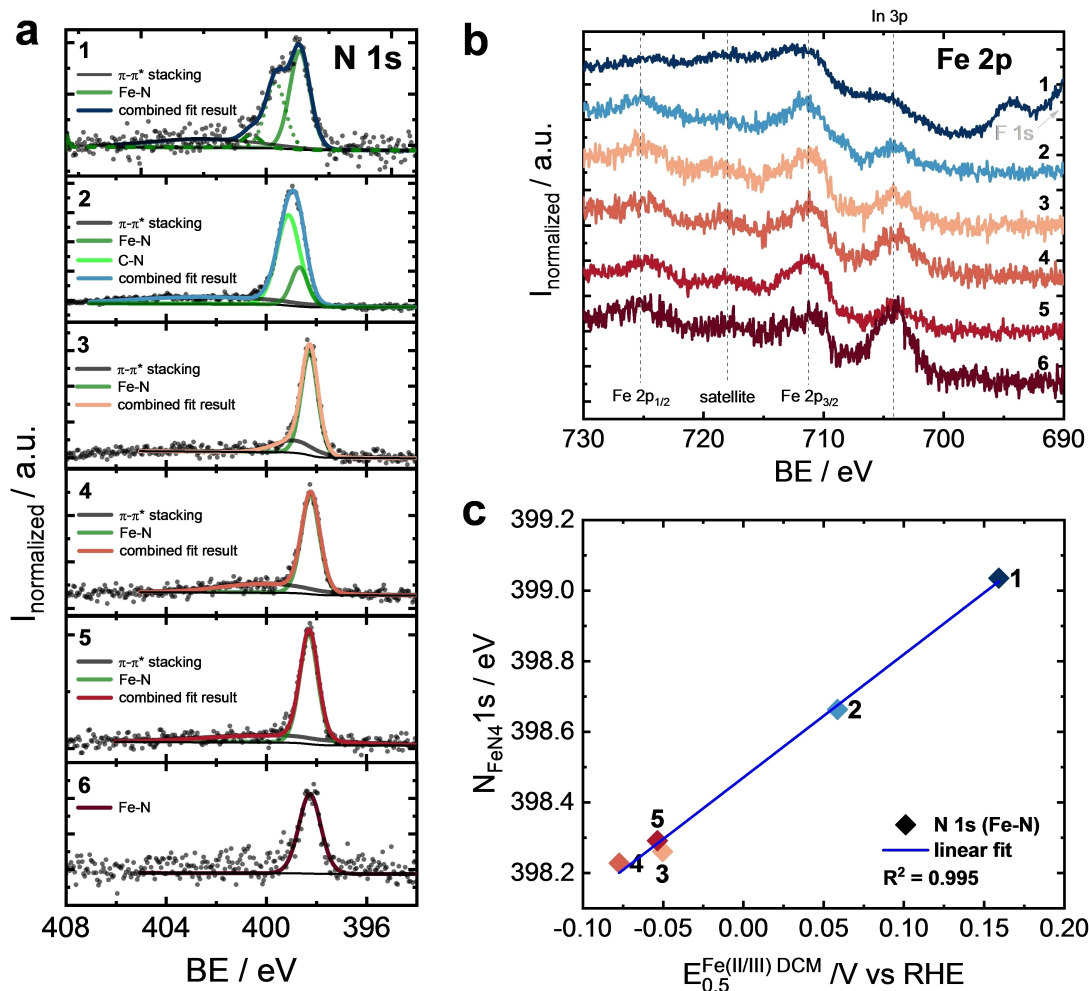 a
N 1s
1
π-π* stacking
Fe-N
combined fit result
2
π-π* stacking
Fe-N
C-N
combined fit result
3
π-π* stacking
Fe-N
combined fit result
4
π-π* stacking
Fe-N
combined fit result
5
π-π* stacking
Fe-N
combined fit result
6
Fe-N
I_normalized / a.u.
408 404 400 396
BE / eV
In 3p
b
Fe 2p
1
F 1s
2
3
4
5
6
Fe 2p1/2 satellite Fe 2p3/2
I_normalized / a.u.
730 720 710 700 690
BE / eV
c
399.2
399.0
398.8
398.6
398.4
398.2
N_FeN4 1s / eV
1
2
5
4
3
N 1s (Fe-N)
linear fit
R² = 0.995
-0.10 -0.05 0.00 0.05 0.10 0.15 0.20
E_0.5^Fe(II/III) DCM /V vs RHE